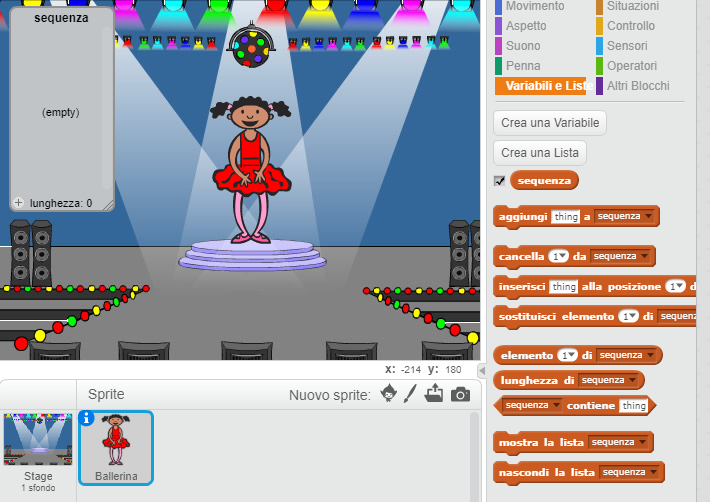 sequenza
(empty)
+ lunghezza: 0
x: -214 y: 180
Sprite
Nuovo sprite:
Stage
1 sfondo
i
Ballerina
Movimento
Situazioni
Aspetto
Controllo
Suono
Sensori
Penna
Operatori
Variabili e Liste
Altri Blocchi
Crea una Variabile
Crea una Lista
sequenza
aggiungi thing a sequenza
cancella 1 da sequenza
inserisci thing alla posizione 1 d
sostituisci elemento 1 di sequenz
elemento 1 di sequenza
lunghezza di sequenza
sequenza contiene thing
mostra la lista sequenza
nascondi la lista sequenza